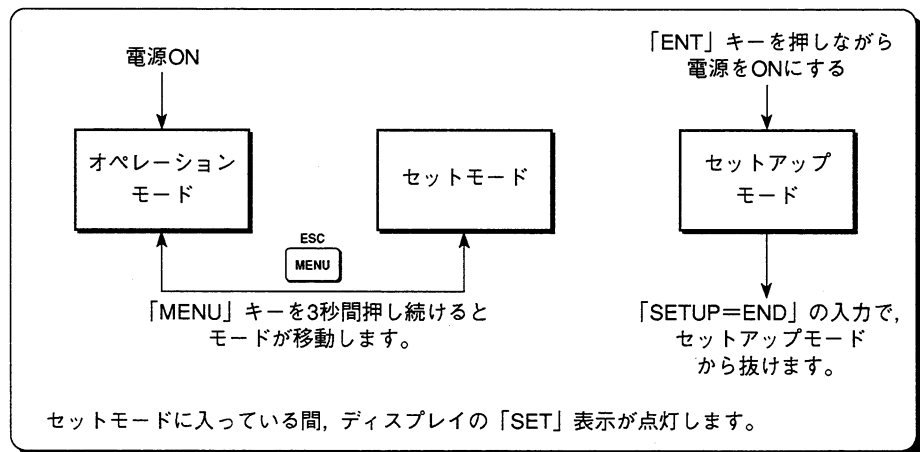 電源ON
「ENT」キーを押しながら
電源をONにする
オペレーション
モード
セットモード
セットアップ
モード
ESC
MENU
「MENU」キーを3秒間押し続けると
モードが移動します。
「SETUP=END」の入力で,
セットアップモード
から抜けます。
セットモードに入っている間, ディスプレイの「SET」表示が点灯します。